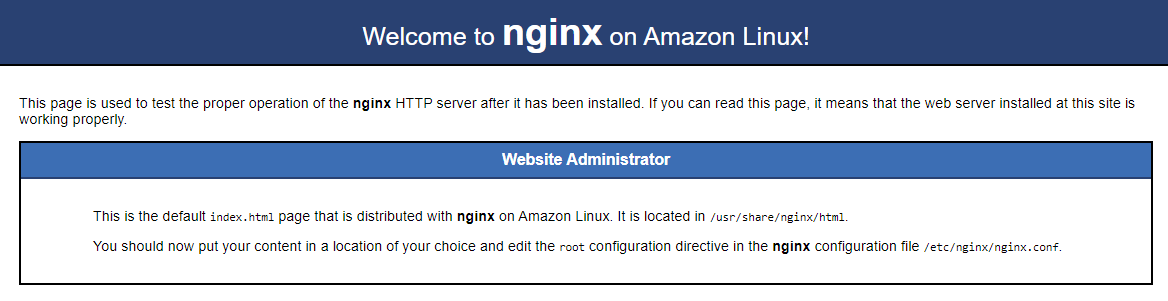 Welcome to nginx on Amazon Linux!
This page is used to test the proper operation of the nginx HTTP server after it has been installed. If you can read this page, it means that the web server installed at this site is
working properly.
Website Administrator
This is the default index.html page that is distributed with nginx on Amazon Linux. It is located in /usr/share/nginx/html.
You should now put your content in a location of your choice and edit the root configuration directive in the nginx configuration file /etc/nginx/nginx.conf.